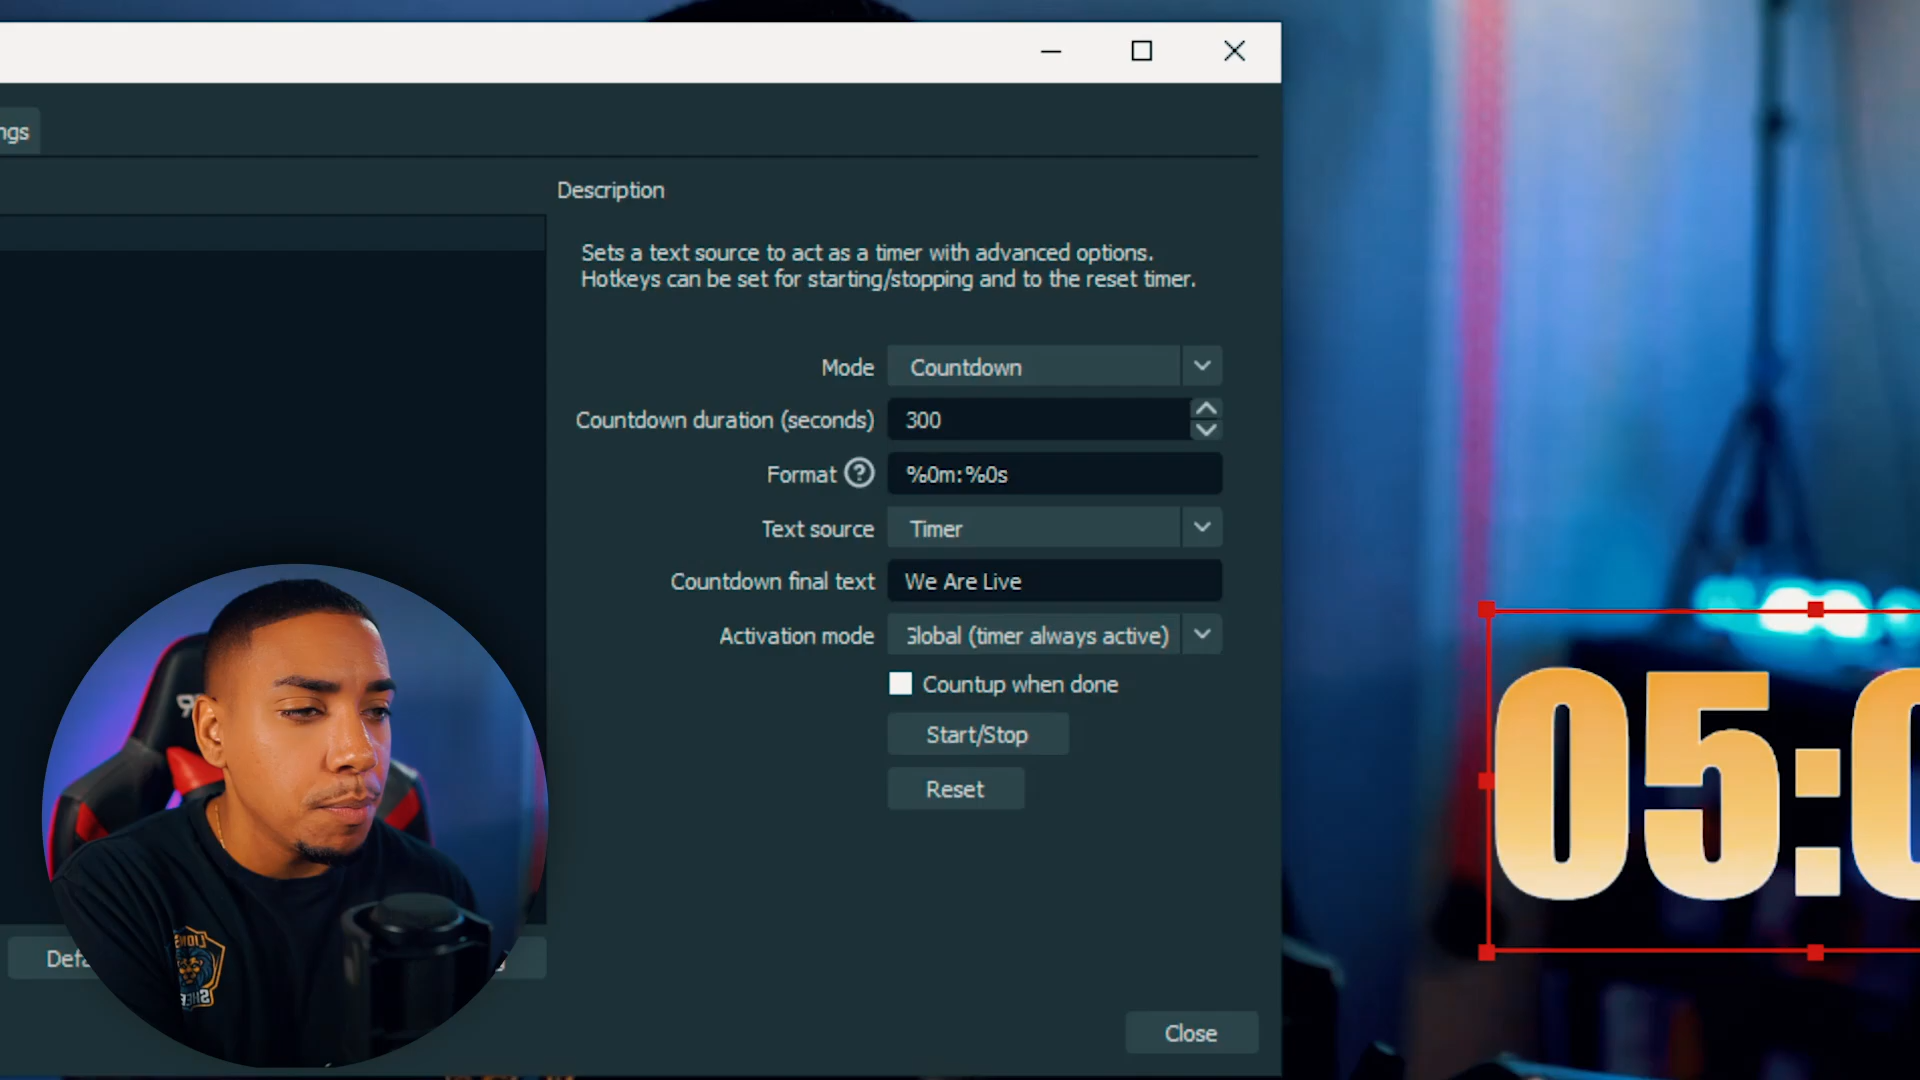 ngs
Description
Sets a text source to act as a timer with advanced options.
Hotkeys can be set for starting/stopping and to the reset timer.
Mode Countdown
Countdown duration (seconds) 300
Format ? %0m:%0s
Text source Timer
Countdown final text We Are Live
Activation mode Global (timer always active)
Countup when done
Start/Stop
Reset
Close
05:0
LIONS